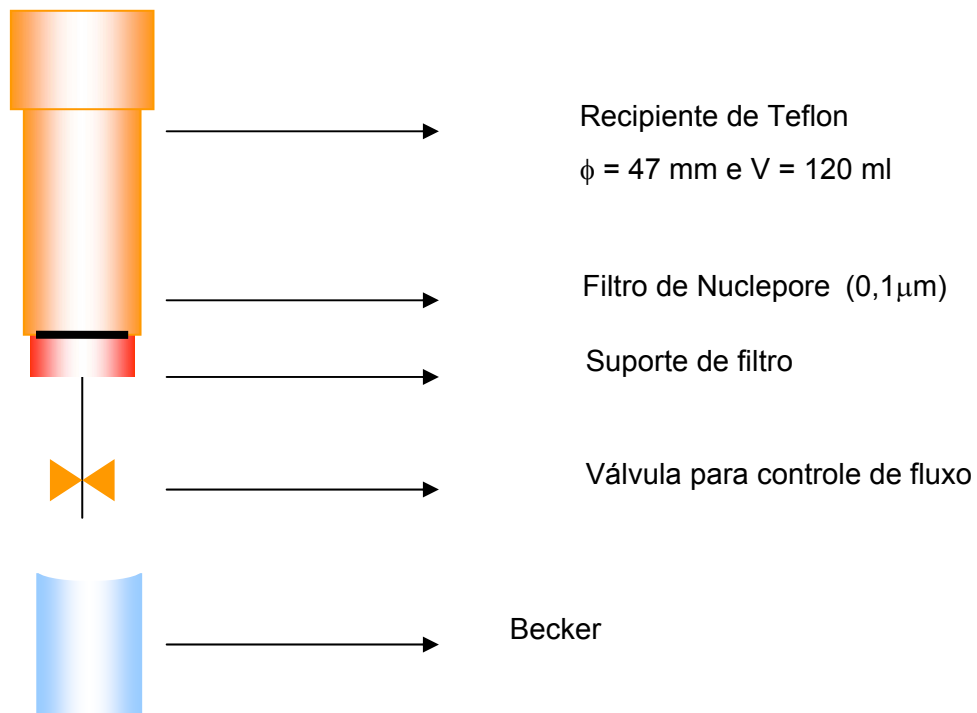 Recipiente de Teflon
ϕ = 47 mm e V = 120 ml
Filtro de Nuclepore (0,1μm)
Suporte de filtro
Válvula para controle de fluxo
Becker